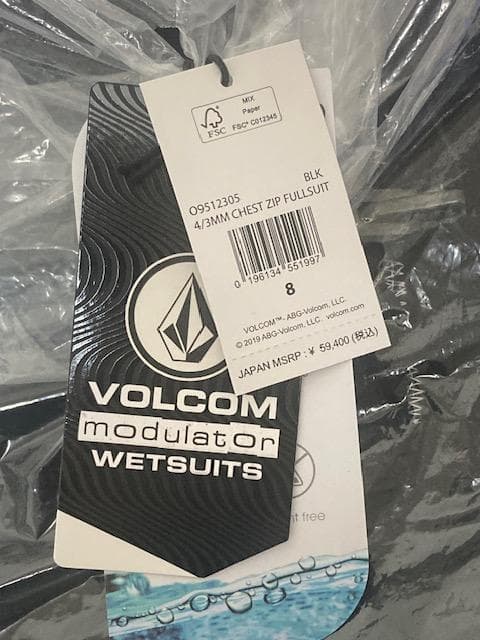 MIX
Paper
FSC
FSC® C012345
BLK
O9512305
4/3MM CHEST ZIP FULLSUIT
0 196134 551997
8
VOLCOM™- ABG-Volcom, LLC.
© 2019 ABG-Volcom, LLC. volcom.com
JAPAN MSRP : ¥ 59,400 (税込)
VOLCOM
modulator
WETSUITS
free